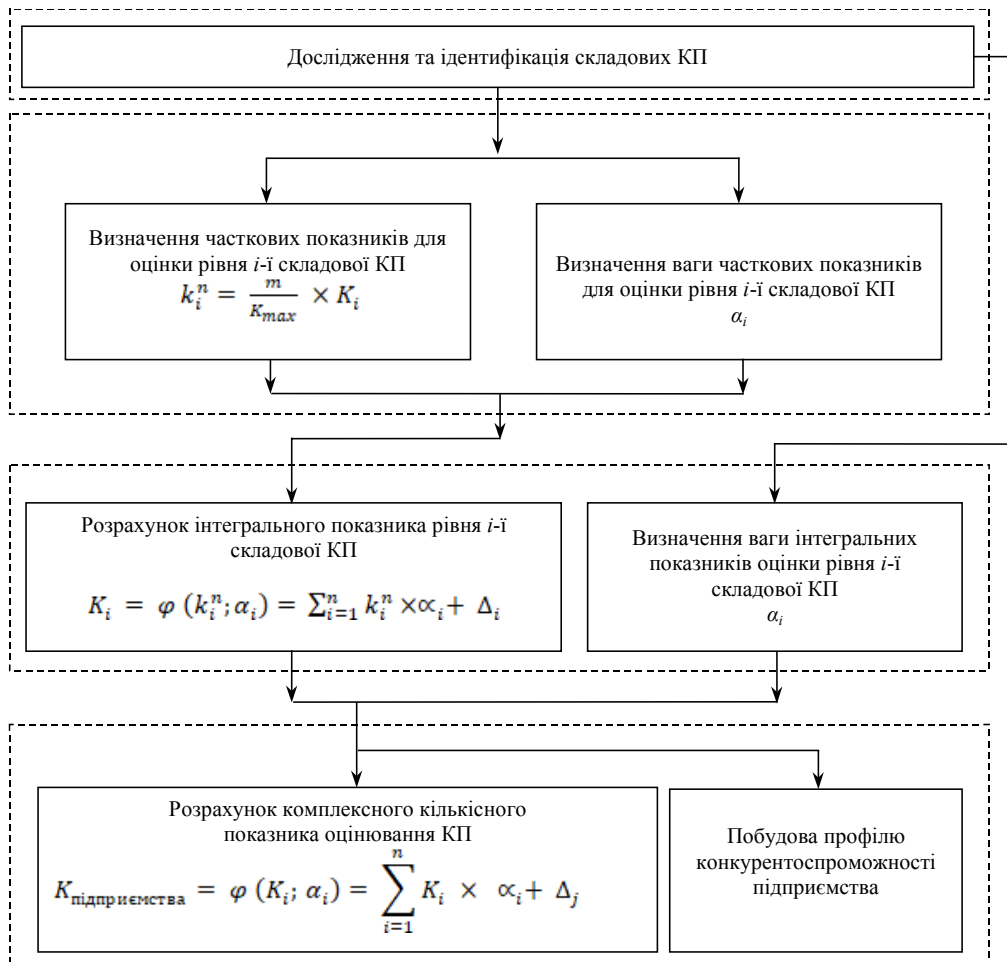 Дослідження та ідентифікація складових КП
Визначення часткових показників для
оцінки рівня i-ї складової КП
k_i^n = m/K_max × K_i
Визначення ваги часткових показників
для оцінки рівня i-ї складової КП
α_i
Розрахунок інтегрального показника рівня i-ї
складової КП
K_i = φ (k_i^n; α_i) = ∑_{i=1}^n k_i^n ×∝_i + Δ_i
Визначення ваги інтегральних
показників оцінки рівня i-ї
складової КП
α_i
Розрахунок комплексного кількісного
показника оцінювання КП
K_підприємства = φ (K_i; α_i) = ∑_{i=1}^n K_i × ∝_i + Δ_j
Побудова профілю
конкурентоспроможності
підприємства